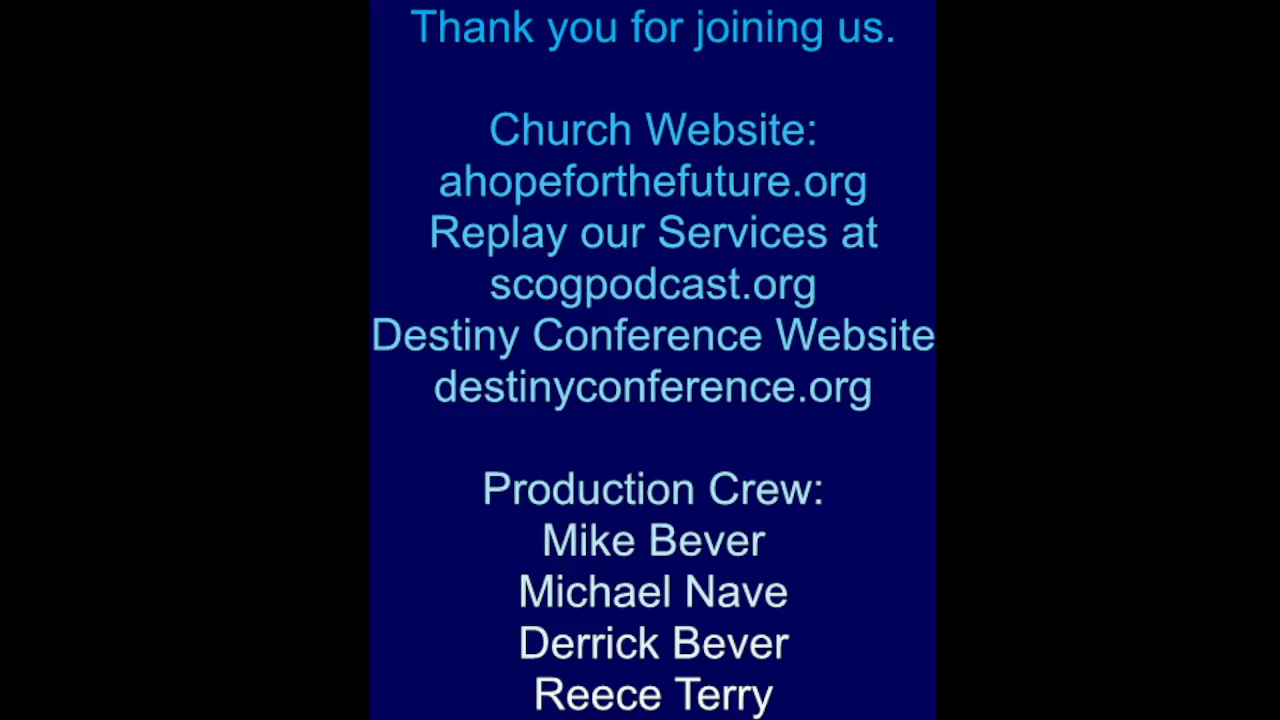 Thank you for joining us.
Church Website:
ahopeforthefuture.org
Replay our Services at
scogpodcast.org
Destiny Conference Website
destinyconference.org
Production Crew:
Mike Bever
Michael Nave
Derrick Bever
Reece Terry